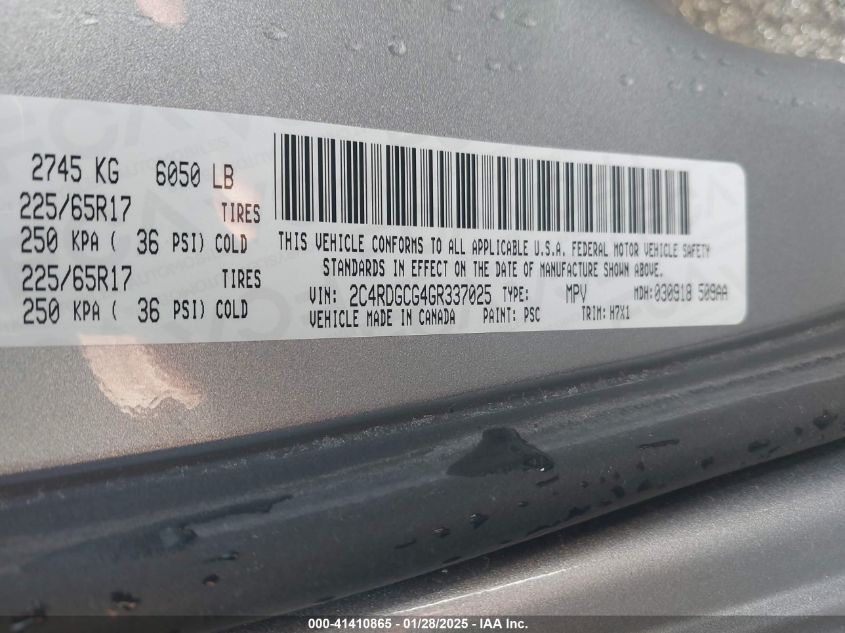 2745 KG 6050 LB
225/65R17 TIRES
250 KPA ( 36 PSI) COLD
225/65R17 TIRES
250 KPA ( 36 PSI) COLD
THIS VEHICLE CONFORMS TO ALL APPLICABLE U.S.A. FEDERAL MOTOR VEHICLE SAFETY
STANDARDS IN EFFECT ON THE DATE OF MANUFACTURE SHOWN ABOVE.
VIN: 2C4RDGCG4GR337025 TYPE: MPV MDH: 030918 509AA
VEHICLE MADE IN CANADA PAINT: PSC TRIM: H7X1
000-41410865 - 01/28/2025 - IAA Inc.